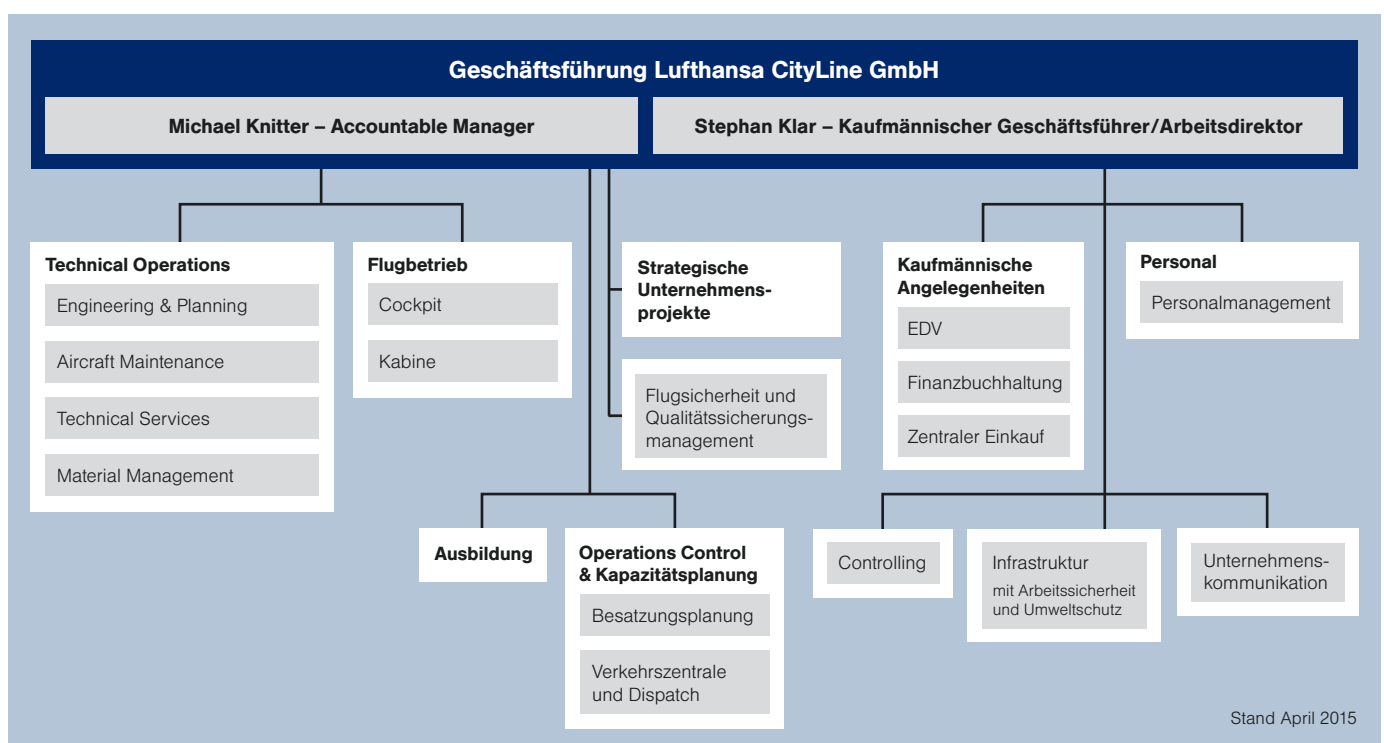 Geschäftsführung Lufthansa CityLine GmbH
Michael Knitter – Accountable Manager
Stephan Klar – Kaufmännischer Geschäftsführer/Arbeitsdirektor
Technical Operations
Engineering & Planning
Aircraft Maintenance
Technical Services
Material Management
Flugbetrieb
Cockpit
Kabine
Strategische
Unternehmens-
projekte
Flugsicherheit und
Qualitätssicherungs-
management
Kaufmännische
Angelegenheiten
EDV
Finanzbuchhaltung
Zentraler Einkauf
Personal
Personalmanagement
Ausbildung
Operations Control
& Kapazitätsplanung
Besatzungsplanung
Verkehrszentrale
und Dispatch
Controlling
Infrastruktur
mit Arbeitssicherheit
und Umweltschutz
Unternehmens-
kommunikation
Stand April 2015